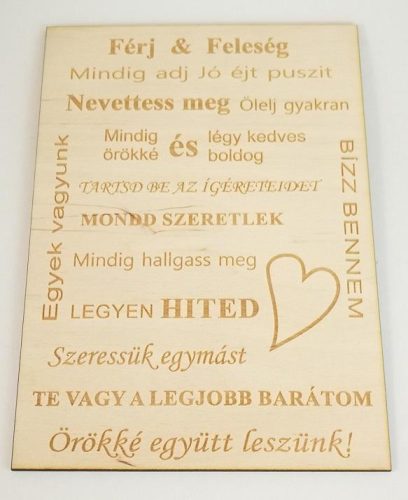 Férj & Feleség
Mindig adj Jó éjt puszit
Nevettess meg Ölelj gyakran
Mindig örökké és légy kedves boldog
TARTSD BE AZ ÍGÉRETEIDET
MONDD SZERETLEK
Egyek vagyunk
BÍZZ BENNEM
Mindig hallgass meg
LEGYEN HITED
Szeressük egymást
TE VAGY A LEGJOBB BARÁTOM
Örökké együtt leszünk!